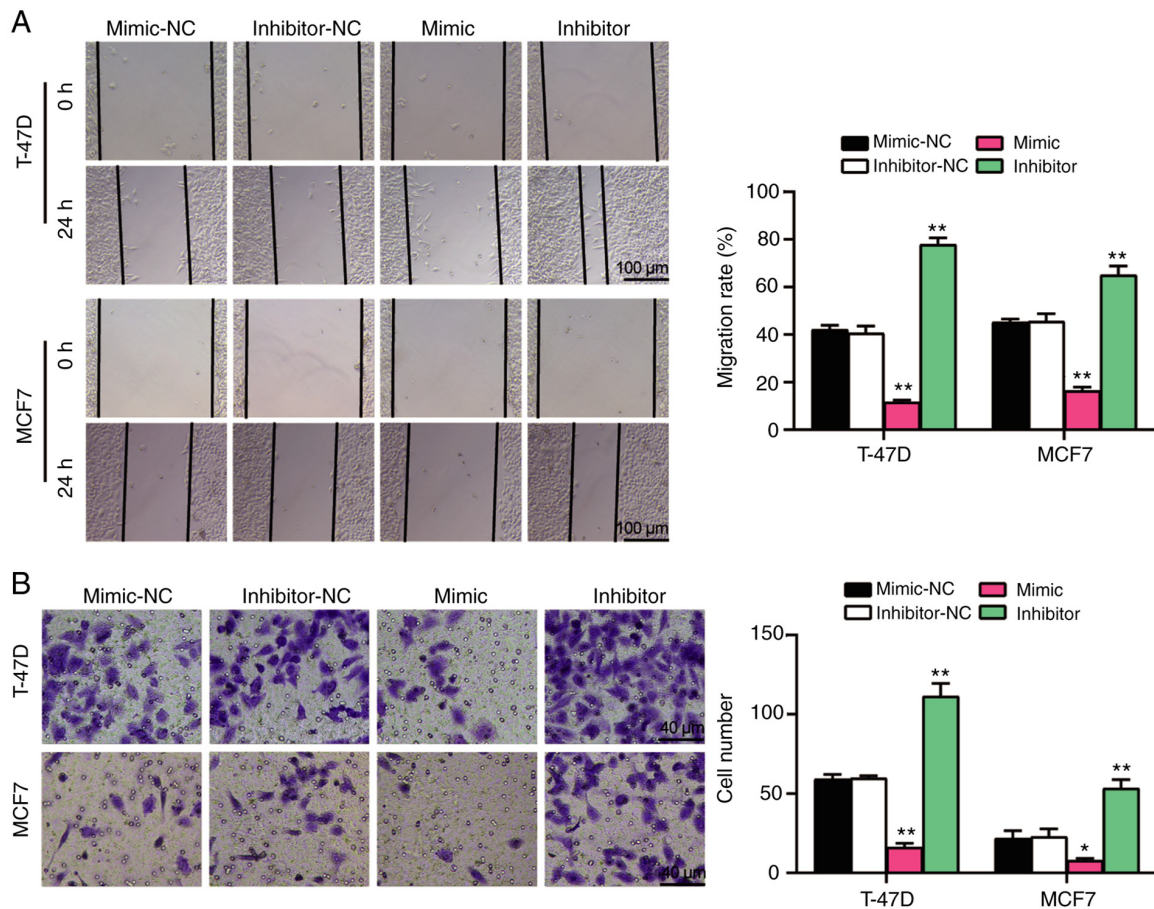 A
Mimic-NC Inhibitor-NC Mimic Inhibitor
T-47D
0 h
24 h
100 µm
MCF7
0 h
24 h
100 µm
Mimic-NC Mimic
Inhibitor-NC Inhibitor
Migration rate (%)
100
80
60
40
20
0
** ** ** **
T-47D MCF7
B
Mimic-NC Inhibitor-NC Mimic Inhibitor
T-47D
40 µm
MCF7
40 µm
Mimic-NC Mimic
Inhibitor-NC Inhibitor
Cell number
150
100
50
0
** ** * **
T-47D MCF7